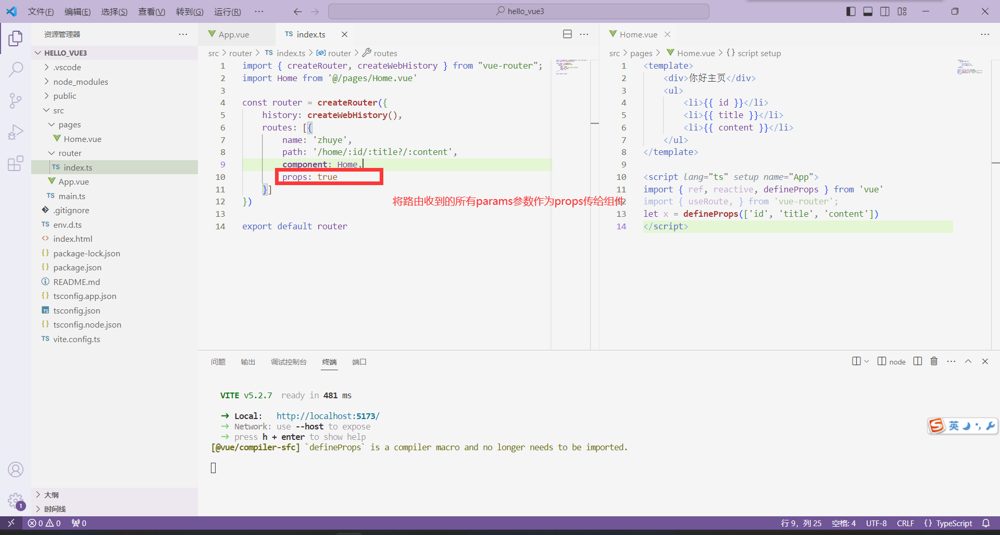 文件(F) 编辑(E) 选择(S) 查看(V) 转到(G) 运行(R) ··· hello_vue3
资源管理器
HELLO_VUE3
.vscode
node_modules
public
src
pages
Home.vue
router
TS index.ts
App.vue
TS main.ts
.gitignore
TS env.d.ts
<> index.html
{} package-lock.json
{} package.json
README.md
{} tsconfig.app.json
TS tsconfig.json
{} tsconfig.node.json
TS vite.config.ts
大纲
时间线
App.vue TS index.ts
src > router > TS index.ts > router > routes
1 import { createRouter, createWebHistory } from "vue-router";
2 import Home from '@/pages/Home.vue'
3
4 const router = createRouter({
5 history: createWebHistory(),
6 routes: [{
7 name: 'zhuye',
8 path: '/home/:id/:title?/:content',
9 component: Home,
10 props: true
11 }]
12 })
13
14 export default router
将路由收到的所有params参数作为props传给组件
Home.vue
src > pages > Home.vue > {} script setup
1 <template>
2 <div>你好主页</div>
3 <ul>
4 <li>{{ id }}</li>
5 <li>{{ title }}</li>
6 <li>{{ content }}</li>
7 </ul>
8 </template>
9
10 <script lang="ts" setup name="App">
11 import { ref, reactive, defineProps } from 'vue'
12 import { useRoute, } from 'vue-router';
13 let x = defineProps(['id', 'title', 'content'])
14 </script>
问题 输出 调试控制台 终端 端口 node
VITE v5.2.7 ready in 481 ms
➜ Local: http://localhost:5173/
➜ Network: use --host to expose
➜ press h + enter to show help
[@vue/compiler-sfc] `defineProps` is a compiler macro and no longer needs to be imported.
英
1
0 0 0 行 9，列 25 空格: 4 UTF-8 CRLF {} TypeScript